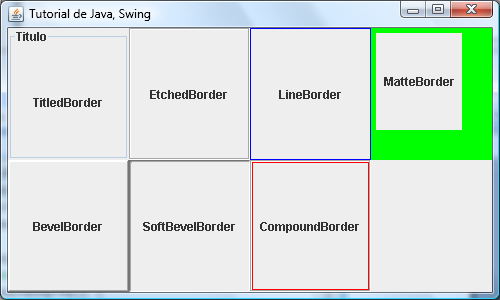 Tutorial de Java, Swing
Titulo
TitledBorder
EtchedBorder
LineBorder
MatteBorder
BevelBorder
SoftBevelBorder
CompoundBorder